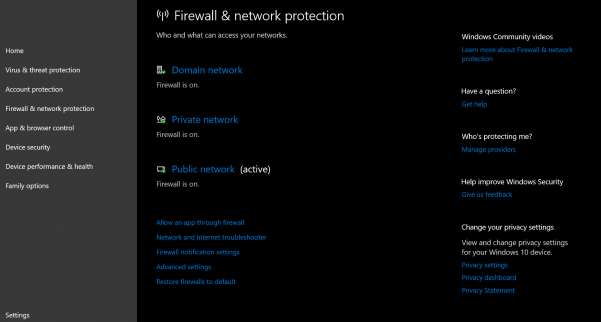 Home
Virus & threat protection
Account protection
Firewall & network protection
App & browser control
Device security
Device performance & health
Family options
Settings
Firewall & network protection
Who and what can access your networks.
Domain network
Firewall is on.
Private network
Firewall is on.
Public network (active)
Firewall is on.
Allow an app through firewall
Network and Internet troubleshooter
Firewall notification settings
Advanced settings
Restore firewalls to default
Windows Community videos
Learn more about Firewall & network
protection
Have a question?
Get help
Who's protecting me?
Manage providers
Help improve Windows Security
Give us feedback
Change your privacy settings
View and change privacy settings
for your Windows 10 device.
Privacy settings
Privacy dashboard
Privacy Statement